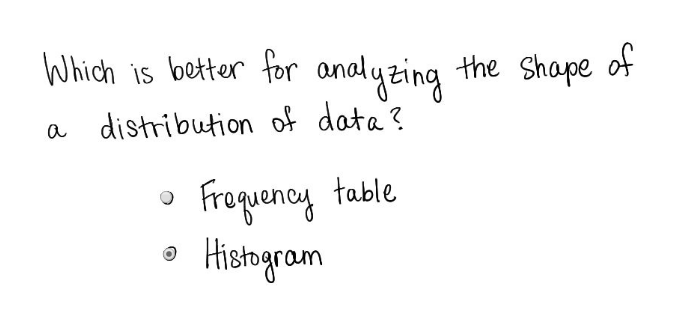 Which is better for analyzing the shape of
a distribution of data?
Frequency table
Histogram